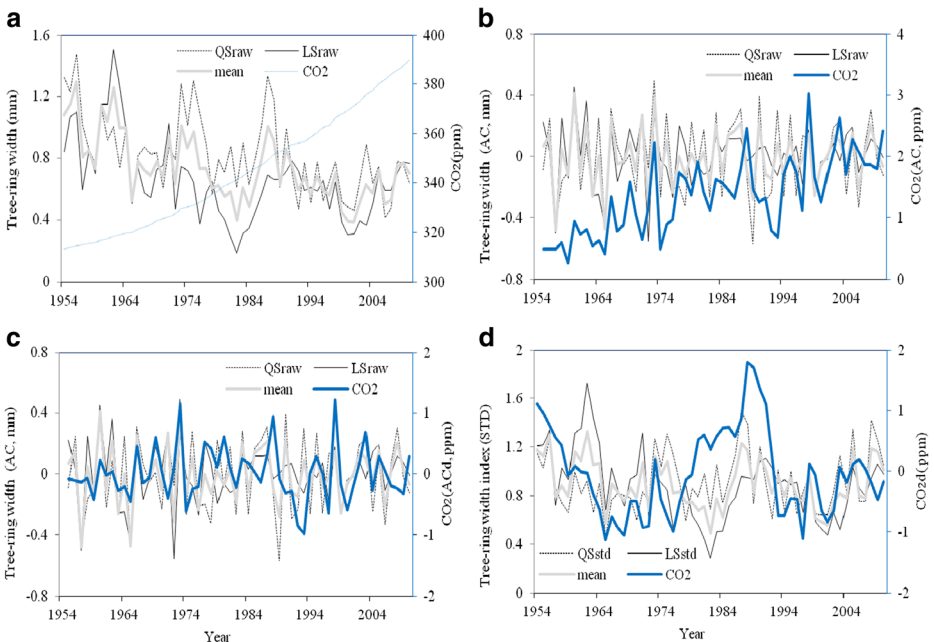 a
1.6
1.2
0.8
0.4
0
Tree-ring width (mm)
QSraw
LSraw
mean
CO2
400
380
360
340
320
300
CO2(ppm)
1954 1964 1974 1984 1994 2004
b
0.8
0.4
0
-0.4
-0.8
Tree-ring width (AC, mm)
QSraw
LSraw
mean
CO2
4
3
2
1
0
CO2(AC, ppm)
1954 1964 1974 1984 1994 2004
c
0.8
0.4
0
-0.4
-0.8
Tree-ring width (AC, mm)
QSraw
LSraw
mean
CO2
2
1
0
-1
-2
CO2(ACd, ppm)
1954 1964 1974 1984 1994 2004
Year
d
2
1.6
1.2
0.8
0.4
0
Tree-ring width index (STD)
QSstd
LSstd
mean
CO2
2
1
0
-1
-2
CO2d(ppm)
1954 1964 1974 1984 1994 2004
Year